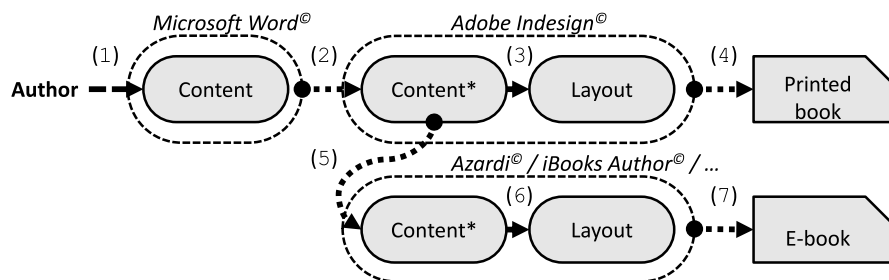 Microsoft Word©
Adobe Indesign©
(1)
(2)
(3)
(4)
Author
Content
Content*
Layout
Printed
book
(5)
Azardi© / iBooks Author© / ...
(6)
(7)
Content*
Layout
E-book